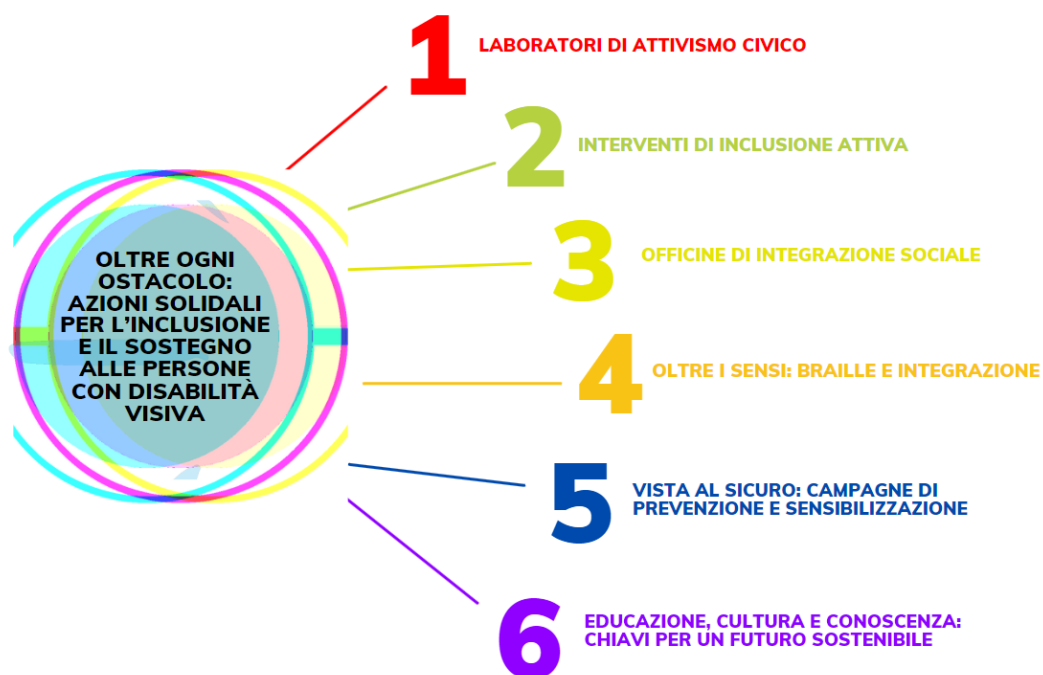 OLTRE OGNI
OSTACOLO:
AZIONI SOLIDALI
PER L'INCLUSIONE
E IL SOSTEGNO
ALLE PERSONE
CON DISABILITÀ
VISIVA
1 LABORATORI DI ATTIVISMO CIVICO
2 INTERVENTI DI INCLUSIONE ATTIVA
3 OFFICINE DI INTEGRAZIONE SOCIALE
4 OLTRE I SENSI: BRAILLE E INTEGRAZIONE
5 VISTA AL SICURO: CAMPAGNE DI
PREVENZIONE E SENSIBILIZZAZIONE
6 EDUCAZIONE, CULTURA E CONOSCENZA:
CHIAVI PER UN FUTURO SOSTENIBILE